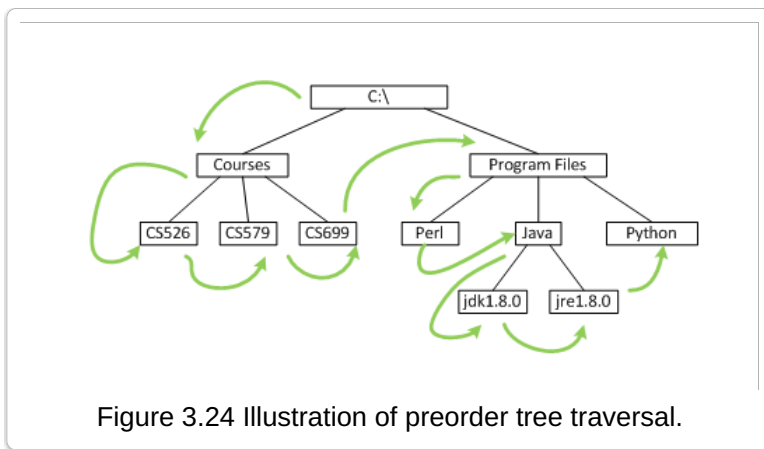 C:\
Courses Program Files
CS526 CS579 CS699 Perl Java Python
jdk1.8.0 jre1.8.0
Figure 3.24 Illustration of preorder tree traversal.